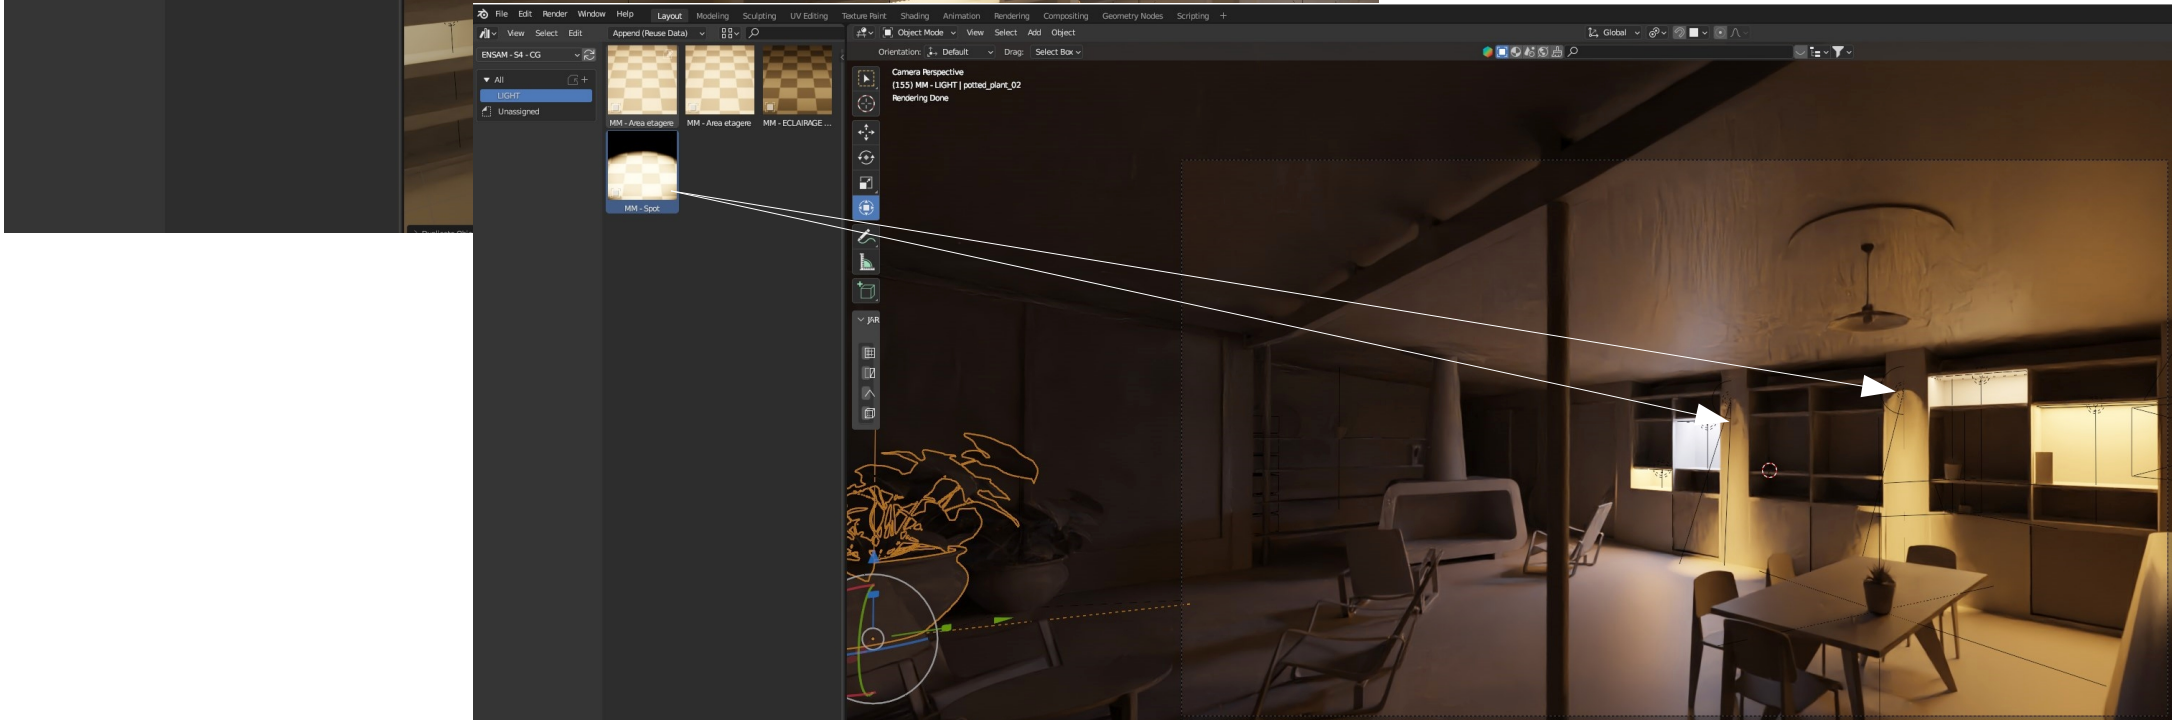 File Edit Render Window Help Layout Modeling Sculpting UV Editing Texture Paint Shading Animation Rendering Compositing Geometry Nodes Scripting +
View Select Edit Append (Reuse Data) Object Mode View Select Add Object Global
ENSAM - S4 - CG Orientation: Default Drag: Select Box
All
LIGHT
Unassigned
MM - Area etagere MM - Area etagere MM - ECLAIRAGE ...
MM - Spot
Camera Perspective
(155) MM - LIGHT | potted_plant_02
Rendering Done
JAR